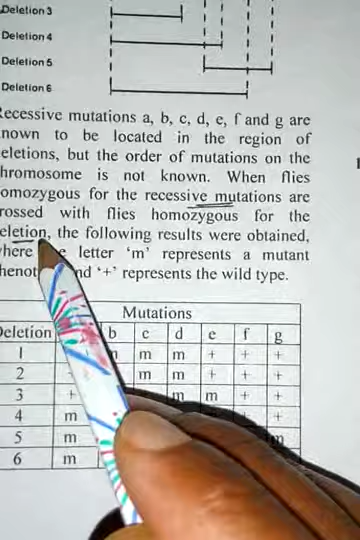 Deletion 3
Deletion 4
Deletion 5
Deletion 6
Recessive mutations a, b, c, d, e, f and g are
nown to be located in the region of
eletions, but the order of mutations on the
hromosome is not known. When flies
omozygous for the recessive mutations are
rossed with flies homozygous for the
eletion, the following results were obtained,
where letter 'm' represents a mutant
henot nd '+' represents the wild type.
Mutations
Deletion b c d e f g
1 m m m + + +
2 m m + + +
3 + m m + +
4 m + +
5 m m
6 m